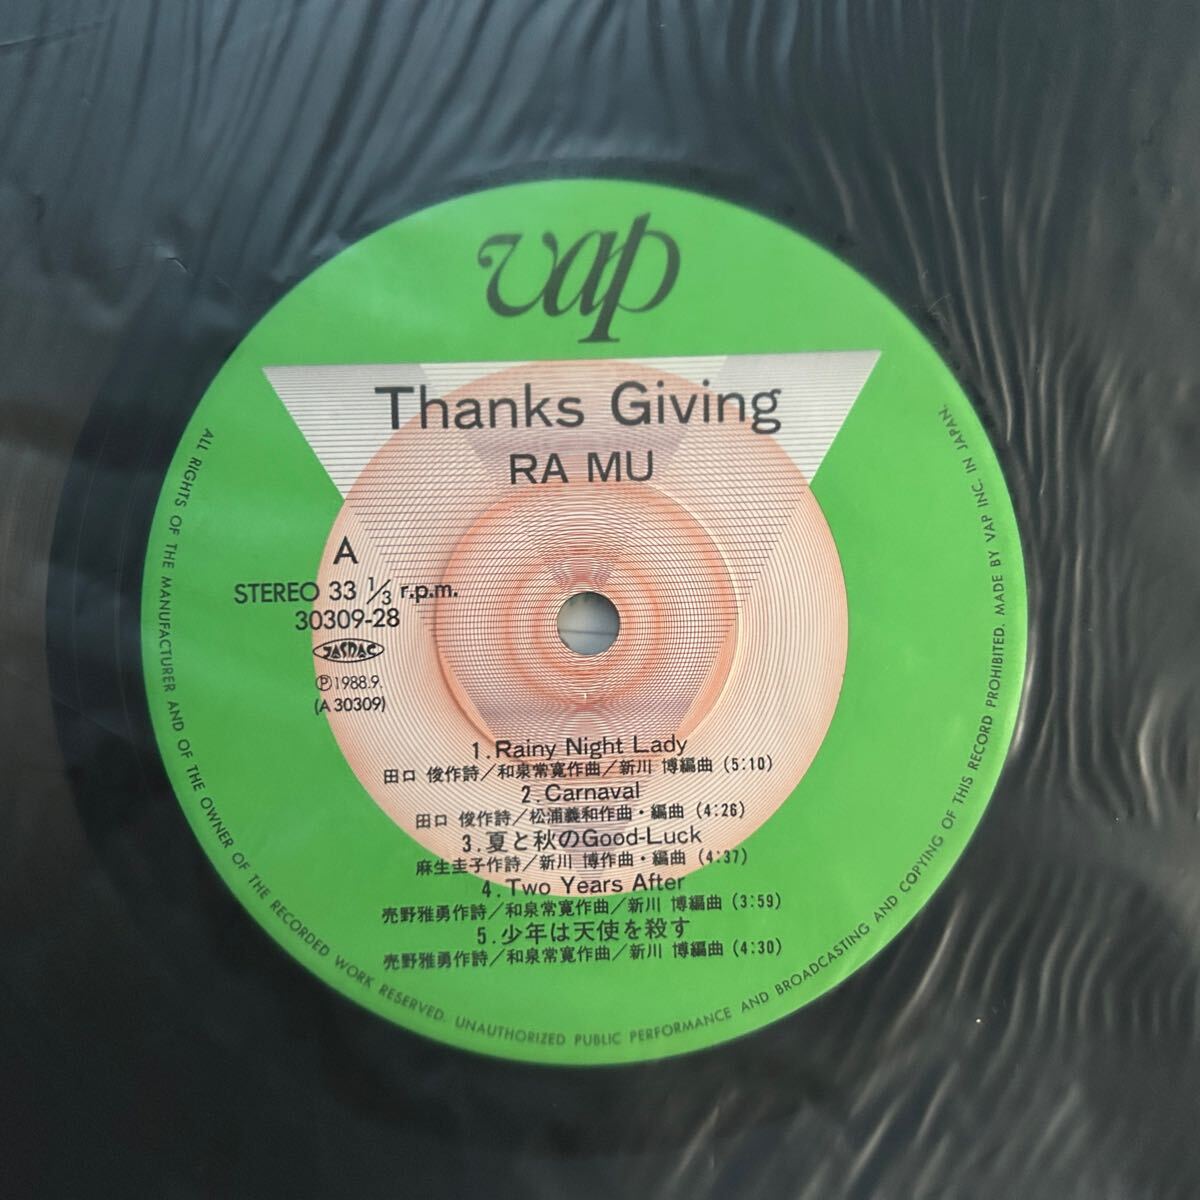 vap
Thanks Giving
RA MU
A
STEREO 33 1/3 r.p.m.
30309-28
JASRAC
Ⓟ1988.9.
(A 30309)
1.Rainy Night Lady
田口 俊作詩/和泉常寛作曲/新川 博編曲 (5:10)
2.Carnaval
田口 俊作詩/松浦義和作曲・編曲 (4:26)
3.夏と秋のGood-Luck
麻生圭子作詩/新川 博作曲・編曲 (4:37)
4.Two Years After
売野雅勇作詩/和泉常寛作曲/新川 博編曲 (3:59)
5.少年は天使を殺す
売野雅勇作詩/和泉常寛作曲/新川 博編曲 (4:30)
ALL RIGHTS OF THE MANUFACTURER AND OF THE OWNER OF THE RECORDED WORK RESERVED. UNAUTHORIZED PUBLIC PERFORMANCE AND BROADCASTING AND COPYING OF THIS RECORD PROHIBITED. MADE BY VAP INC. IN JAPAN.